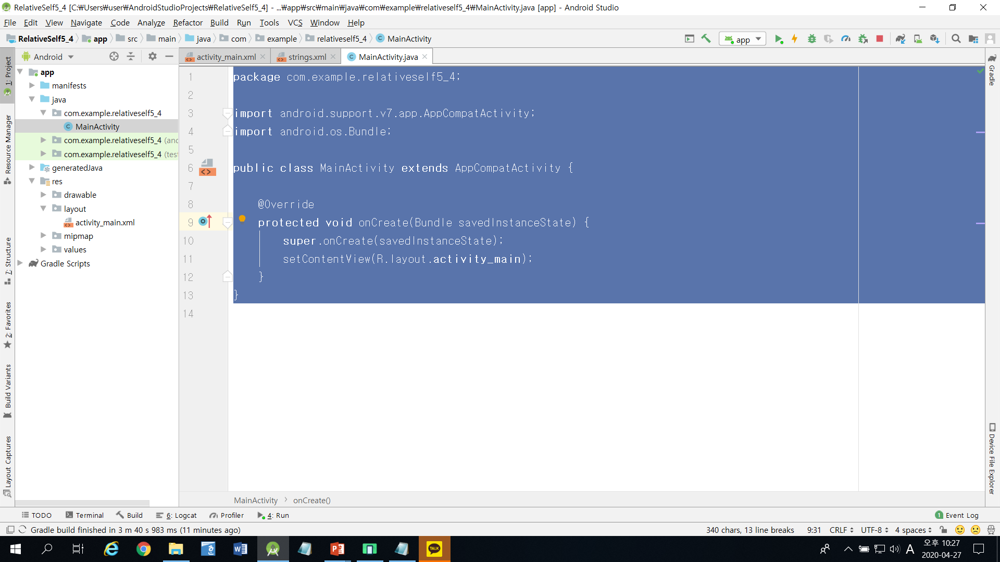 RelativeSelf5_4 [C:₩Users₩user₩AndroidStudioProjects₩RelativeSelf5_4] - ...₩app₩src₩main₩java₩com₩example₩relativeself5_4₩MainActivity.java [app] - Android Studio
File Edit View Navigate Code Analyze Refactor Build Run Tools VCS Window Help
RelativeSelf5_4 app src main java com example relativeself5_4 MainActivity
app
Android
activity_main.xml strings.xml MainActivity.java
1: Project
Resource Manager
7: Structure
2: Favorites
Build Variants
Layout Captures
app
manifests
java
com.example.relativeself5_4
MainActivity
com.example.relativeself5_4 (and
com.example.relativeself5_4 (test
generatedJava
res
drawable
layout
activity_main.xml
mipmap
values
Gradle Scripts
1 package com.example.relativeself5_4;
2
3 import android.support.v7.app.AppCompatActivity;
4 import android.os.Bundle;
5
6 public class MainActivity extends AppCompatActivity {
7
8 @Override
9 protected void onCreate(Bundle savedInstanceState) {
10 super.onCreate(savedInstanceState);
11 setContentView(R.layout.activity_main);
12 }
13 }
14
Gradle
Device File Explorer
MainActivity › onCreate()
TODO Terminal Build 6: Logcat Profiler 4: Run
1 Event Log
Gradle build finished in 3 m 40 s 983 ms (11 minutes ago)
340 chars, 13 line breaks 9:31 CRLF UTF-8 4 spaces
TALK
A
오후 10:27
2020-04-27